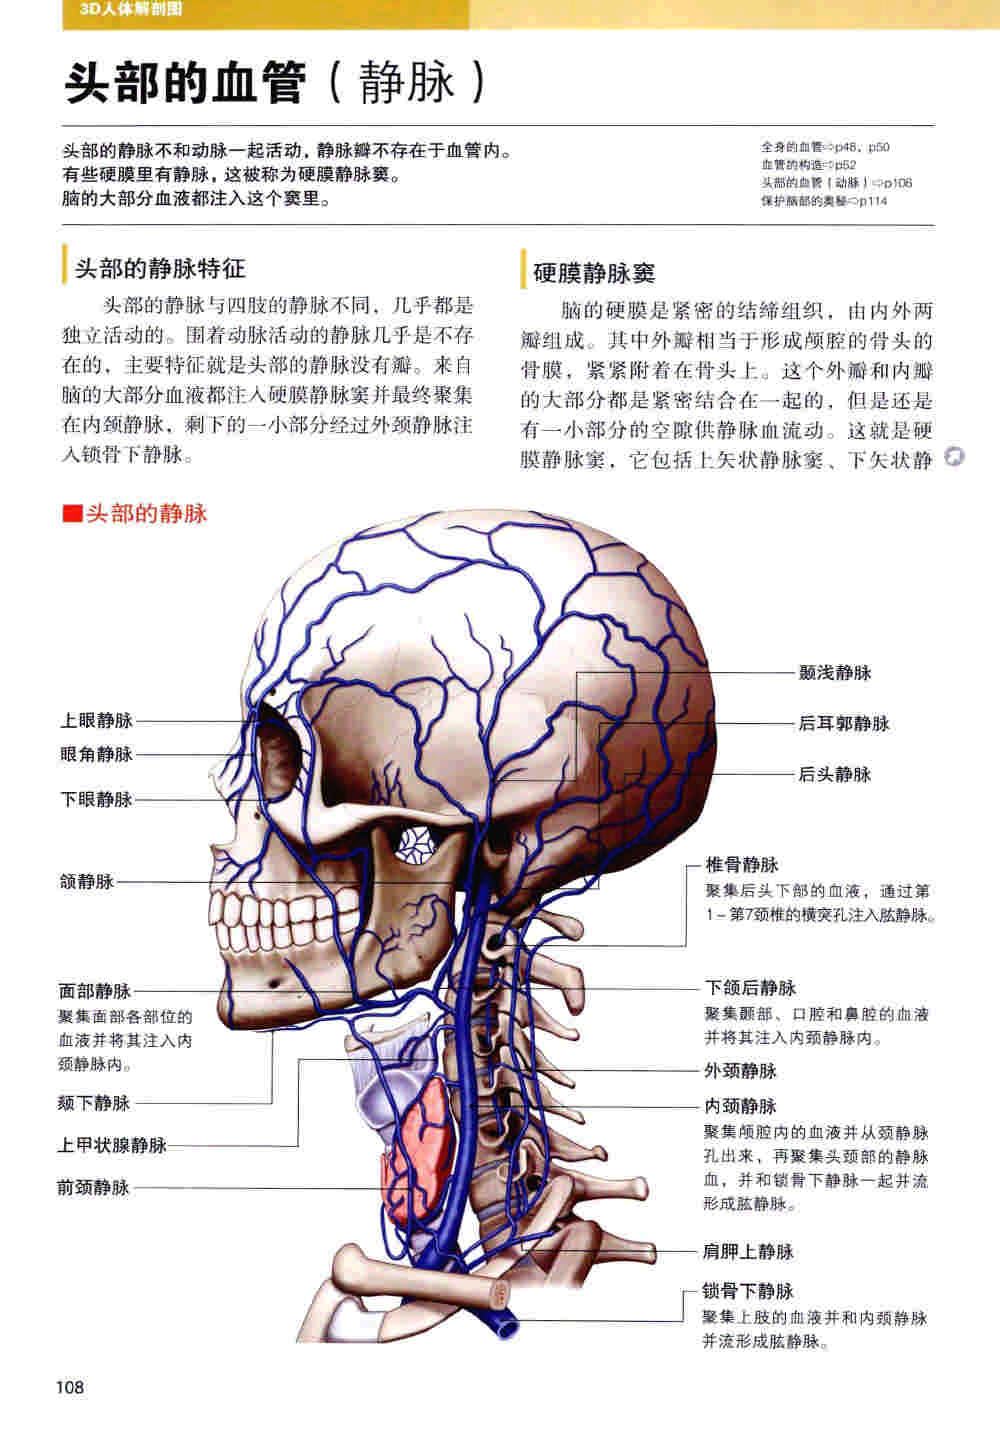 3D人体解剖图
头部的血管（静脉）
头部的静脉不和动脉一起活动，静脉瓣不存在于血管内。
有些硬膜里有静脉，这被称为硬膜静脉窦。
脑的大部分血液都注入这个窦里。
全身的血管⇨p48、p50
血管的构造⇨p52
头部的血管（动脉）⇨p106
保护脑部的奥秘⇨p114
头部的静脉特征
头部的静脉与四肢的静脉不同，几乎都是
独立活动的。围着动脉活动的静脉几乎是不存
在的，主要特征就是头部的静脉没有瓣。来自
脑的大部分血液都注入硬膜静脉窦并最终聚集
在内颈静脉，剩下的一小部分经过外颈静脉注
入锁骨下静脉。
硬膜静脉窦
脑的硬膜是紧密的结缔组织，由内外两
瓣组成。其中外瓣相当于形成颅腔的骨头的
骨膜，紧紧附着在骨头上。这个外瓣和内瓣
的大部分都是紧密结合在一起的，但是还是
有一小部分的空隙供静脉血流动。这就是硬
膜静脉窦，它包括上矢状静脉窦、下矢状静
■头部的静脉
上眼静脉
眼角静脉
下眼静脉
颌静脉
面部静脉
聚集面部各部位的
血液并将其注入内
颈静脉内。
颏下静脉
上甲状腺静脉
前颈静脉
颞浅静脉
后耳郭静脉
后头静脉
椎骨静脉
聚集后头下部的血液，通过第
1－第7颈椎的横突孔注入肱静脉。
下颌后静脉
聚集颞部、口腔和鼻腔的血液
并将其注入内颈静脉内。
外颈静脉
内颈静脉
聚集颅腔内的血液并从颈静脉
孔出来，再聚集头颈部的静脉
血，并和锁骨下静脉一起并流
形成肱静脉。
肩胛上静脉
锁骨下静脉
聚集上肢的血液并和内颈静脉
并流形成肱静脉。
108